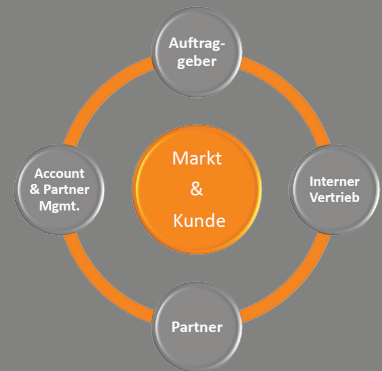 Auftrag-
geber
Account
& Partner
Mgmt.
Markt
&
Kunde
Interner
Vertrieb
Partner